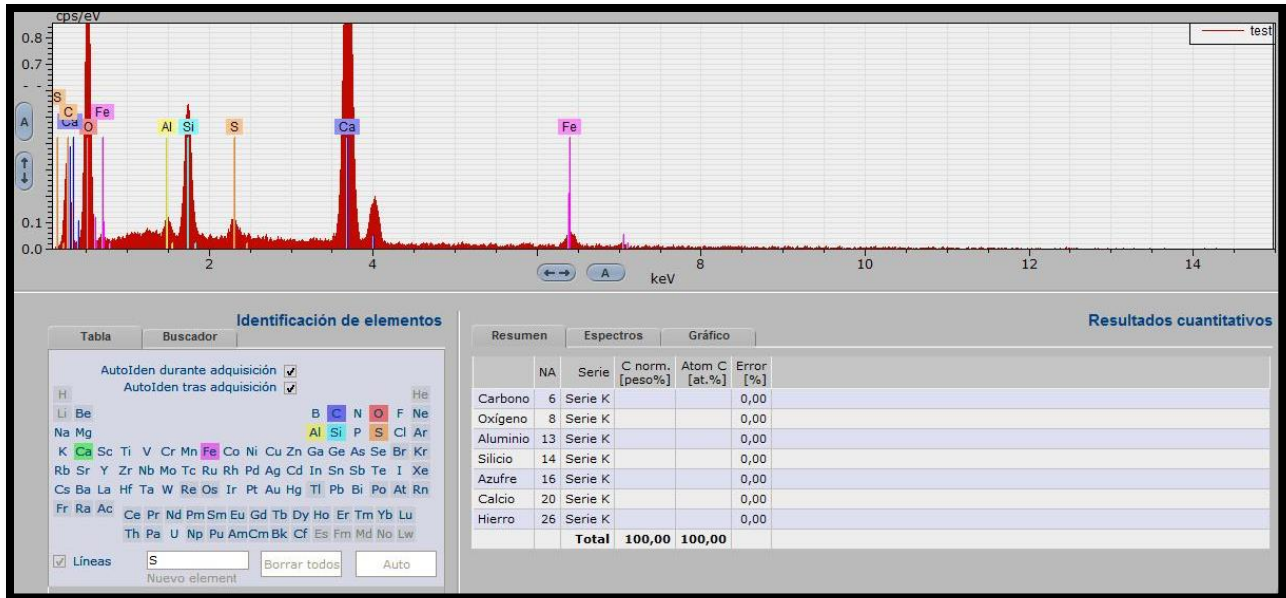 cps/eV
test
0.8
0.7
S
C Fe
Ca O Al Si S Ca Fe
A
0.1
0.0
2 4 8 10 12 14
A keV
Identificación de elementos
Tabla Buscador
AutoIden durante adquisición
AutoIden tras adquisición
H He
Li Be B C N O F Ne
Na Mg Al Si P S Cl Ar
K Ca Sc Ti V Cr Mn Fe Co Ni Cu Zn Ga Ge As Se Br Kr
Rb Sr Y Zr Nb Mo Tc Ru Rh Pd Ag Cd In Sn Sb Te I Xe
Cs Ba La Hf Ta W Re Os Ir Pt Au Hg Tl Pb Bi Po At Rn
Fr Ra Ac Ce Pr Nd Pm Sm Eu Gd Tb Dy Ho Er Tm Yb Lu
Th Pa U Np Pu Am Cm Bk Cf Es Fm Md No Lw
Líneas S Borrar todos Auto
Nuevo element
Resultados cuantitativos
Resumen Espectros Gráfico
NA Serie C norm. [peso%] Atom C [at.%] Error [%]
Carbono 6 Serie K 0,00
Oxígeno 8 Serie K 0,00
Aluminio 13 Serie K 0,00
Silicio 14 Serie K 0,00
Azufre 16 Serie K 0,00
Calcio 20 Serie K 0,00
Hierro 26 Serie K 0,00
Total 100,00 100,00